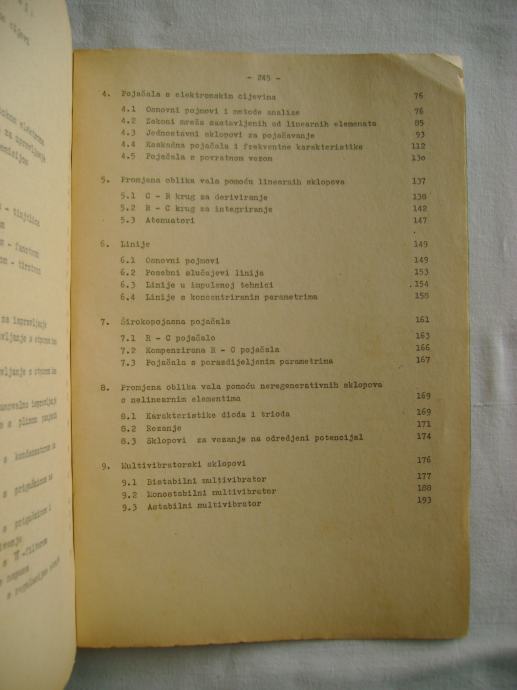 - 245 -
4. Pojačala s elektronskim cijevima 76
4.1 Osnovni pojmovi i metode analize 76
4.2 Zakoni mreža sastavljenih od linearnih elemenata 85
4.3 Jednostavni sklopovi za pojačavanje 93
4.4 Kaskadna pojačala i frekventne karakteristike 112
4.5 Pojačala s povratnom vezom 130
5. Promjena oblika vala pomoću linearnih sklopova 137
5.1 C - R krug za deriviranje 138
5.2 R - C krug za integriranje 142
5.3 Atenuatori 147
6. Linije 149
6.1 Osnovni pojmovi 149
6.2 Posebni slučajevi linija 153
6.3 Linije u impulsnoj tehnici 154
6.4 Linije s koncentriranim parametrima 158
7. Širokopojasna pojačala 161
7.1 R - C pojačalo 163
7.2 Kompenzirana R - C pojačala 166
7.3 Pojačala s porazdijeljenim parametrima 167
8. Promjena oblika vala pomoću neregenerativnih sklopova
s nelinearnim elementima 169
8.1 Karakteristike dioda i trioda 169
8.2 Rezanje 171
8.3 Sklopovi za vezanje na odredjeni potencijal 174
9. Multivibratorski sklopovi 176
9.1 Bistabilni multivibrator 177
9.2 Monostabilni multivibrator 188
9.3 Astabilni multivibrator 193